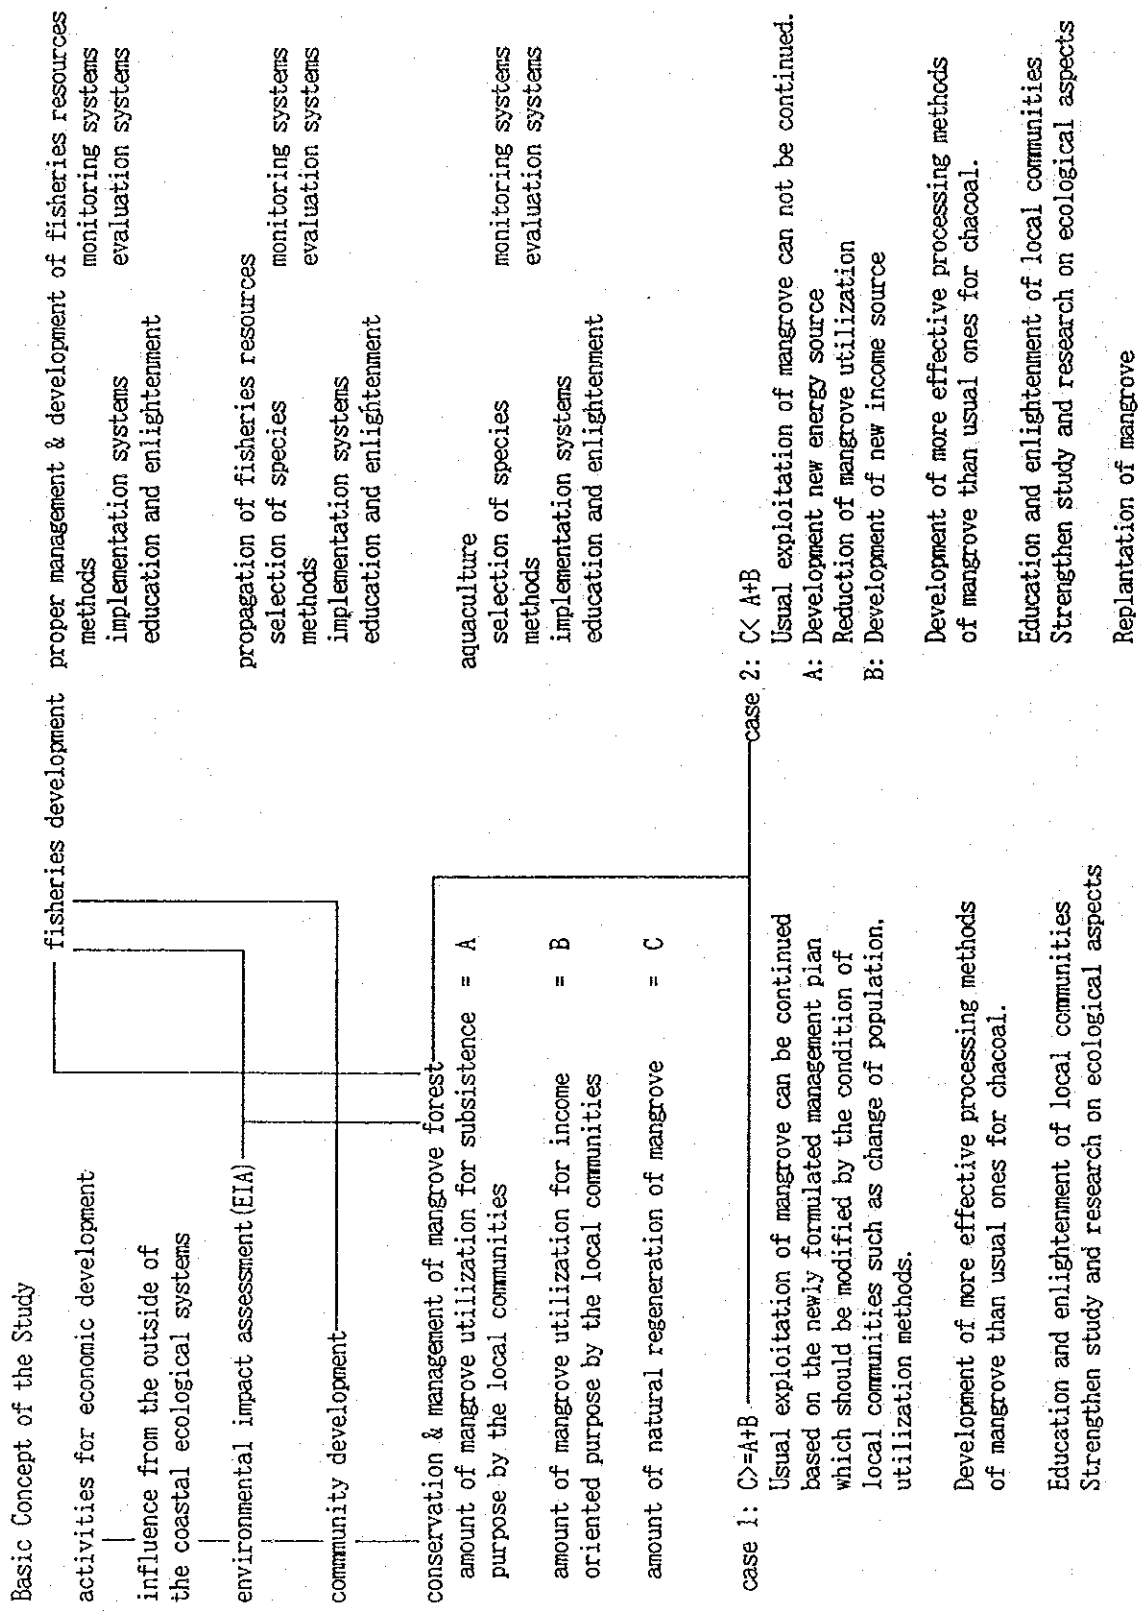 Basic Concept of the Study
activities for economic development
influence from the outside of
the coastal ecological systems
environmental impact assessment(EIA)
community development
conservation & management of mangrove forest
amount of mangrove utilization for subsistence = A
purpose by the local communities
amount of mangrove utilization for income = B
oriented purpose by the local communities
amount of natural regeneration of mangrove = C
fisheries development
proper management & development of fisheries resources
methods monitoring systems
implementation systems evaluation systems
education and enlightenment
propagation of fisheries resources
selection of species monitoring systems
methods evaluation systems
implementation systems
education and enlightenment
aquaculture
selection of species monitoring systems
methods evaluation systems
implementation systems
education and enlightenment
case 1: C>=A+B
Usual exploitation of mangrove can be continued
based on the newly formulated management plan
which should be modified by the condition of
local communities such as change of population,
utilization methods.
Development of more effective processing methods
of mangrove than usual ones for chacoal.
Education and enlightenment of local communities
Strengthen study and research on ecological aspects
case 2: C< A+B
Usual exploitation of mangrove can not be continued.
A: Development new energy source
Reduction of mangrove utilization
B: Development of new income source
Development of more effective processing methods
of mangrove than usual ones for chacoal.
Education and enlightenment of local communities
Strengthen study and research on ecological aspects
Replantation of mangrove